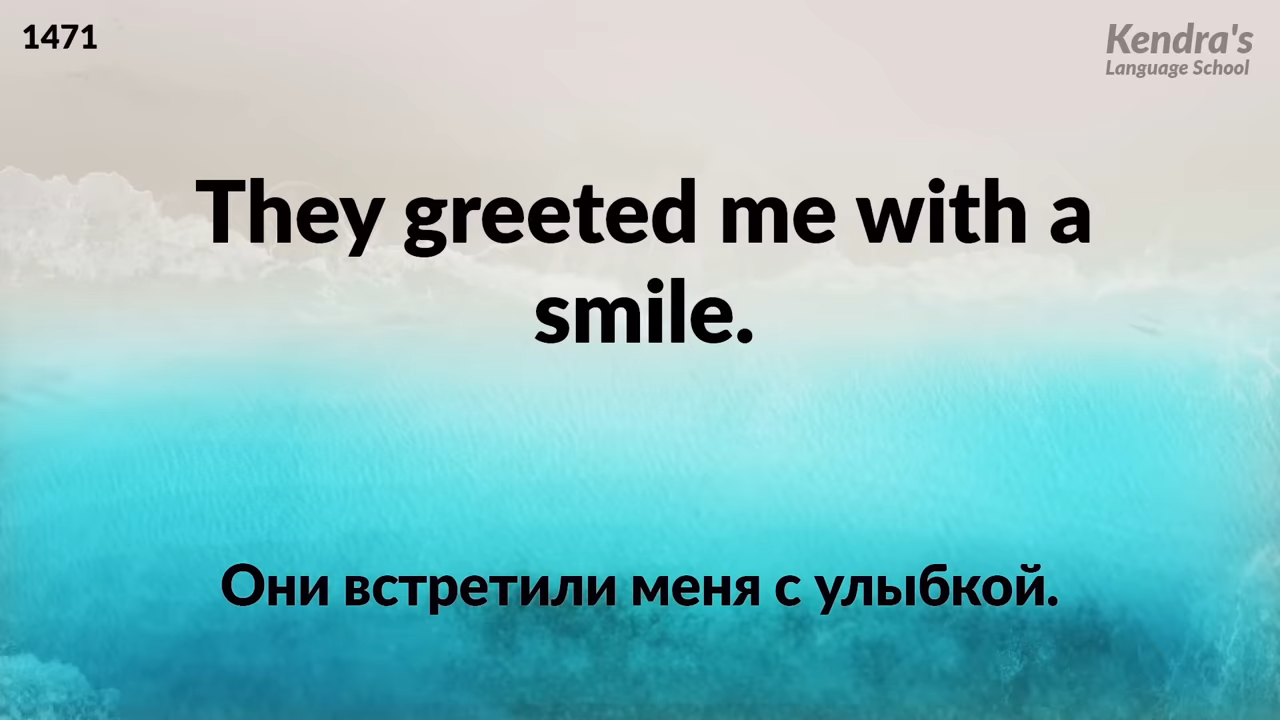 1471
Kendra's
Language School
They greeted me with a
smile.
Они встретили меня с улыбкой.